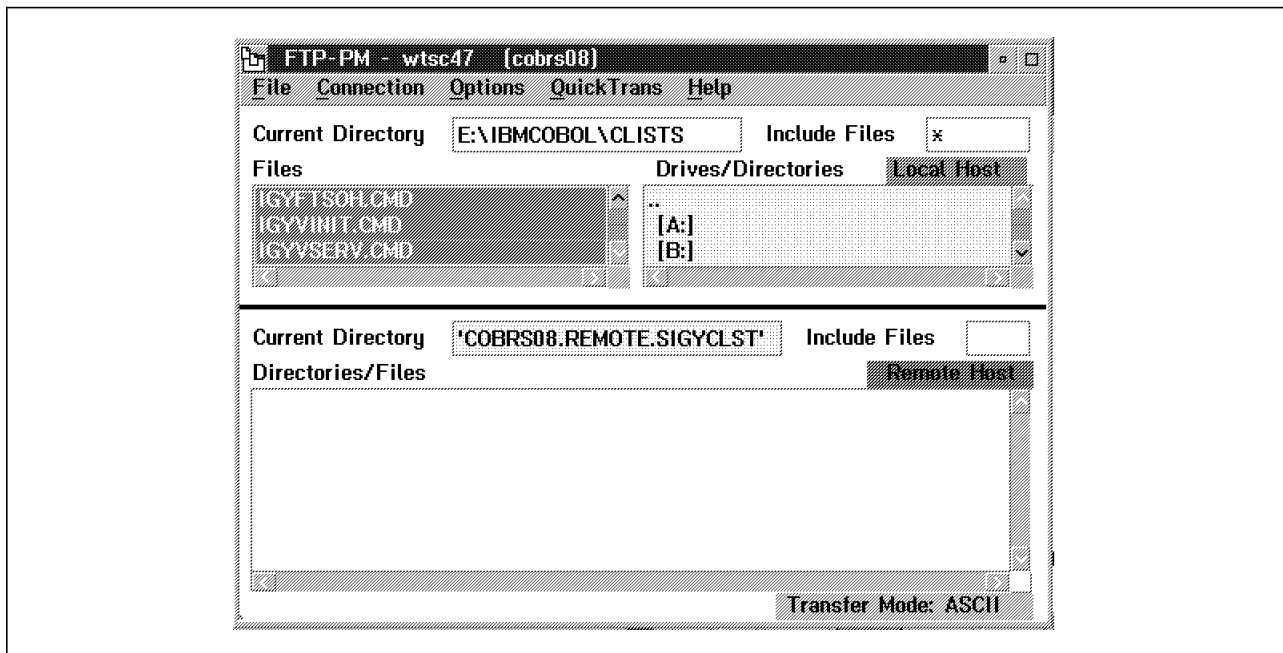 FTP-PM - wtsc47 (cobrs08)
File Connection Options QuickTrans Help
Current Directory E:\IBMCOBOL\CLISTS Include Files *
Files Drives/Directories Local Host
IGYFTSOH.CMD
IGYVINIT.CMD
IGYVSERV.CMD
..
[A:]
[B:]
Current Directory 'COBRS08.REMOTE.SIGYCLST' Include Files
Directories/Files Remote Host
Transfer Mode: ASCII